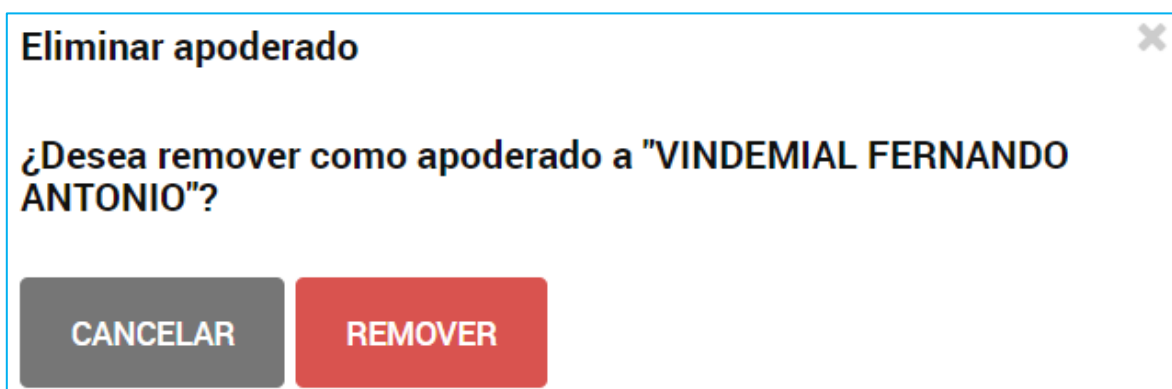 Eliminar apoderado
¿Desea remover como apoderado a "VINDEMIAL FERNANDO
ANTONIO"?
CANCELAR
REMOVER